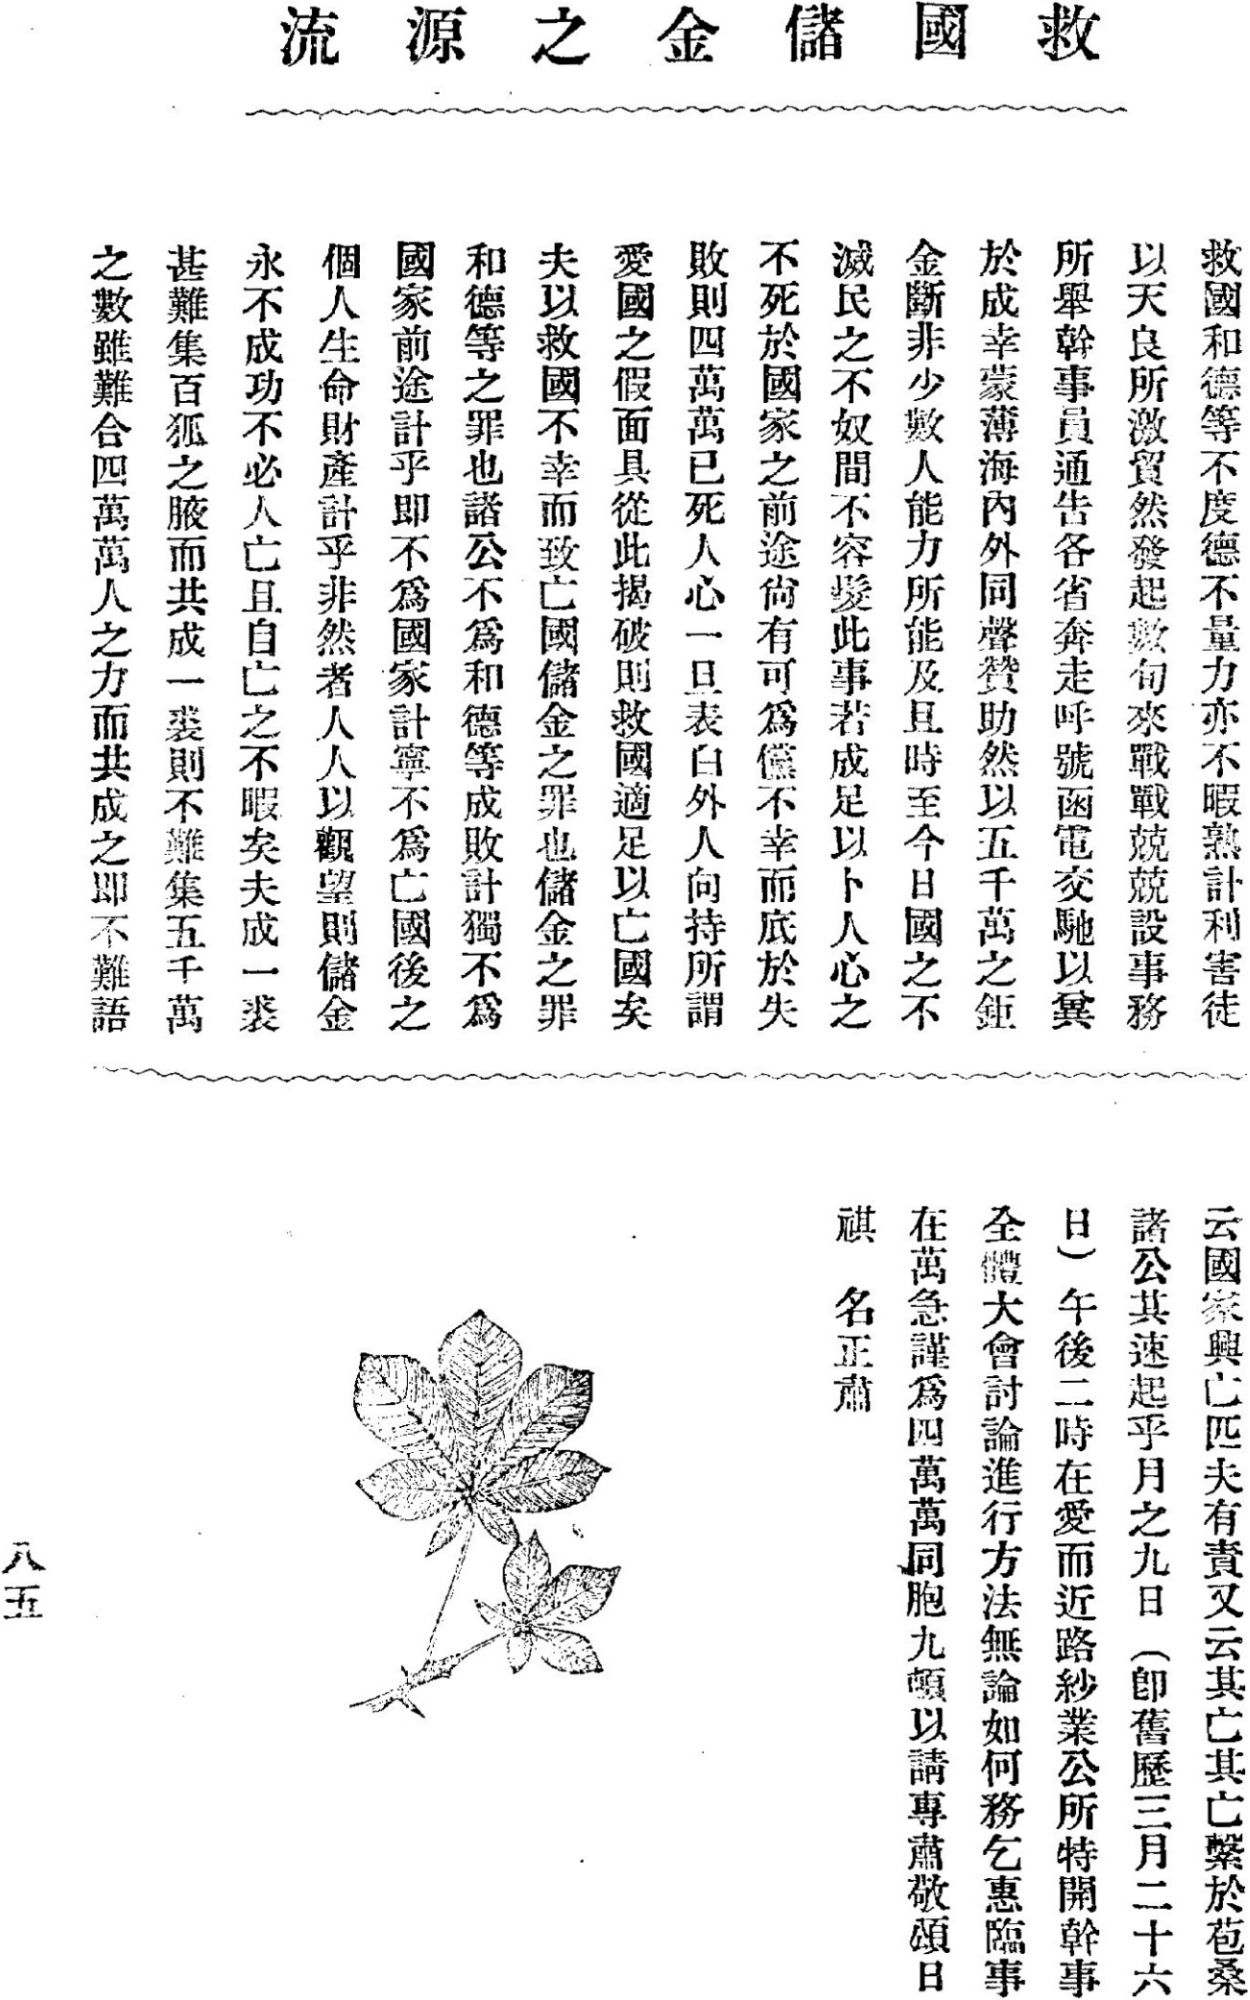 救國儲金之源流
救國和德等不度德不量力亦不暇熟計利害徒
以天良所激貿然發起數旬來戰戰兢兢設事務
所舉幹事員通告各省奔走呼號函電交馳以冀
於成幸蒙薄海內外同聲贊助然以五千萬之鉅
金斷非少數人能力所能及且時至今日國之不
滅民之不奴間不容髮此事若成足以卜人心之
不死於國家之前途尙有可爲儻不幸而底於失
敗則四萬萬已死人心一旦表白外人向持所謂
愛國之假面具從此揭破則救國適足以亡國矣
夫以救國不幸而致亡國儲金之罪也儲金之罪
和德等之罪也諸公不爲和德等成敗計獨不爲
國家前途計乎即不爲國家計寧不爲亡國後之
個人生命財產計乎非然者人人以觀望則儲金
永不成功不必人亡且自亡之不暇矣夫成一裘
甚難集百狐之腋而共成一裘則不難集五千萬
之數雖難合四萬萬人之力而共成之即不難語
云國家興亡匹夫有責又云其亡其亡繫於苞桑
諸公其速起乎月之九日（卽舊歷三月二十六
日）午後二時在愛而近路紗業公所特開幹事
全體大會討論進行方法無論如何務乞惠臨事
在萬急謹爲四萬萬同胞九頓以請專肅敬頌日
祺　名正肅
八五